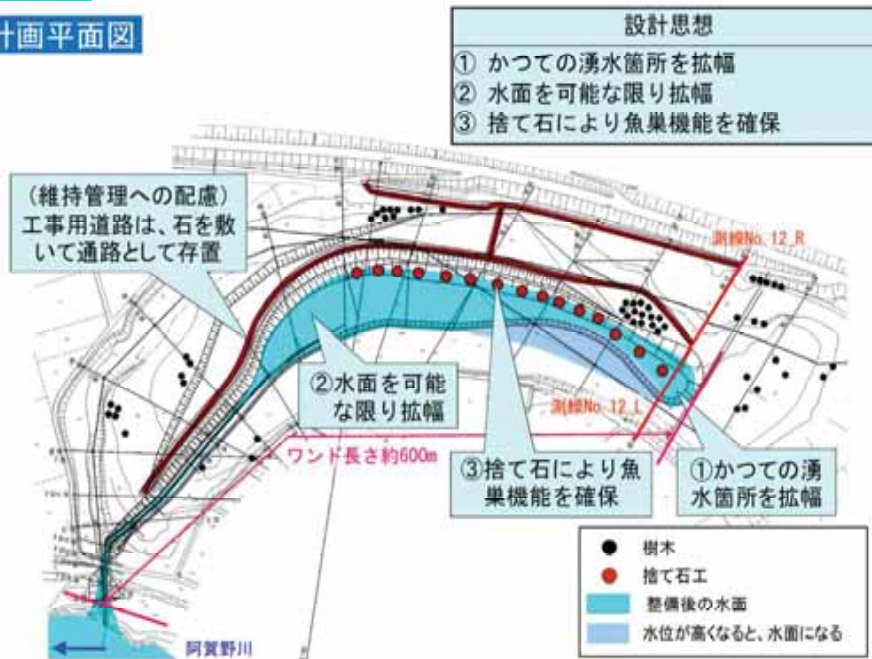 計画平面図
設計思想
① かつての湧水箇所を拡幅
② 水面を可能な限り拡幅
③ 捨て石により魚巣機能を確保
(維持管理への配慮)
工事用道路は、石を敷
いて通路として存置
測線No.12_R
②水面を可能
な限り拡幅
測線No.12_L
ワンド長さ約600m
③捨て石により魚
巣機能を確保
①かつての湧
水箇所を拡幅
樹木
捨て石工
整備後の水面
水位が高くなると、水面になる
阿賀野川